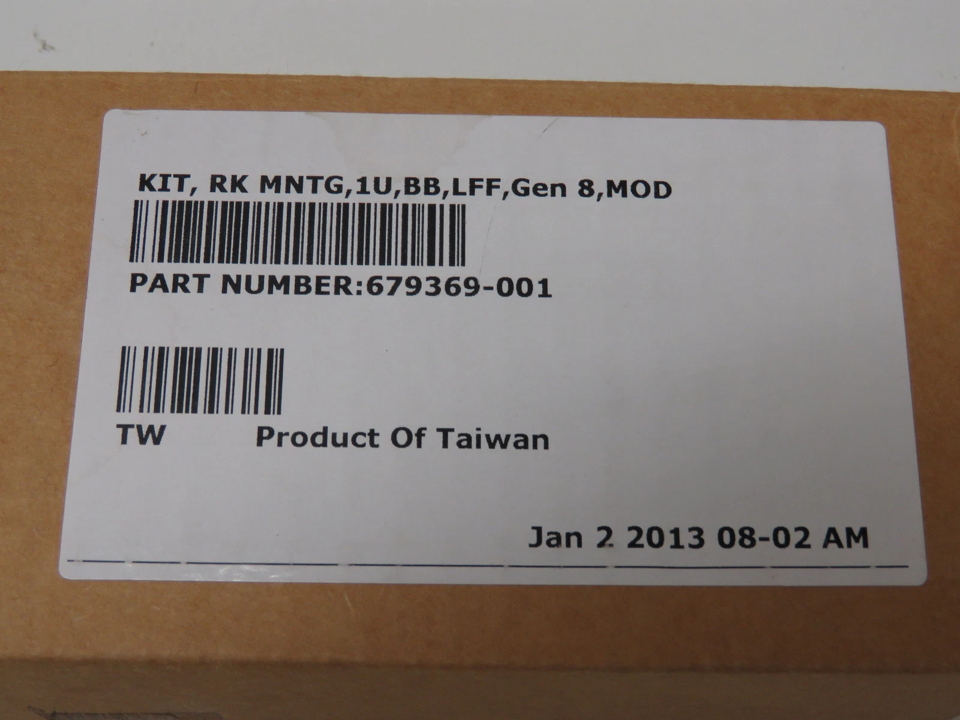 KIT, RK MNTG,1U,BB,LFF,Gen 8,MOD
PART NUMBER:679369-001
TW Product Of Taiwan
Jan 2 2013 08-02 AM